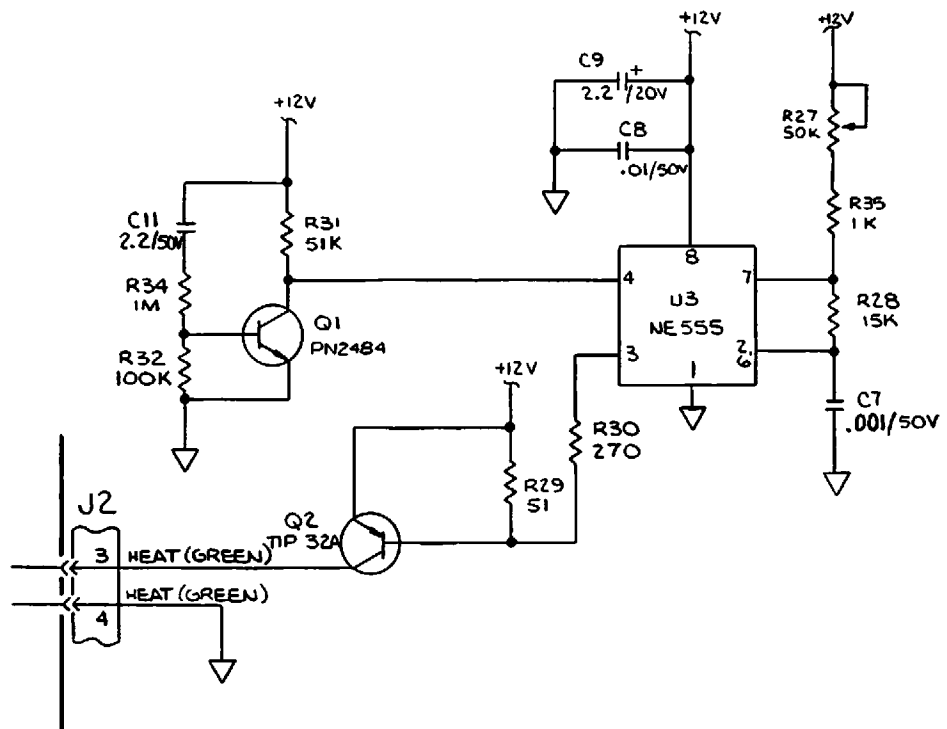 +12V
+12V
C9
+
2.2/20V
R27
50K
+12V
C8
.01/50V
C11
2.2/50V
R31
51K
R35
1K
8
R34
1M
4
U3
7
NE555
R28
15K
Q1
PN2484
3
2,
6
1
R32
100K
+12V
C7
.001/50V
R30
270
R29
51
J2
Q2
TIP 32A
3
HEAT(GREEN)
HEAT(GREEN)
4